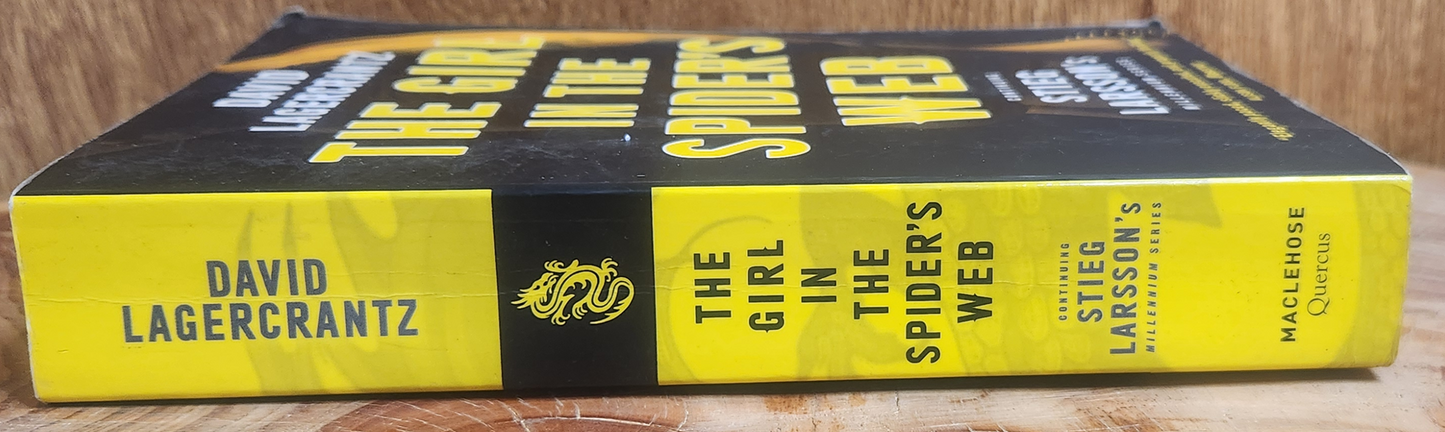 DAVID
LAGERCRANTZ
THE GIRL
IN THE
SPIDER'S
WEB
STIEG
LARSSON'S
DAVID
LAGERCRANTZ
THE
GIRL
IN
THE
SPIDER'S
WEB
CONTINUING
STIEG
LARSSON'S
MILLENNIUM SERIES
MACLEHOSE
Quercus